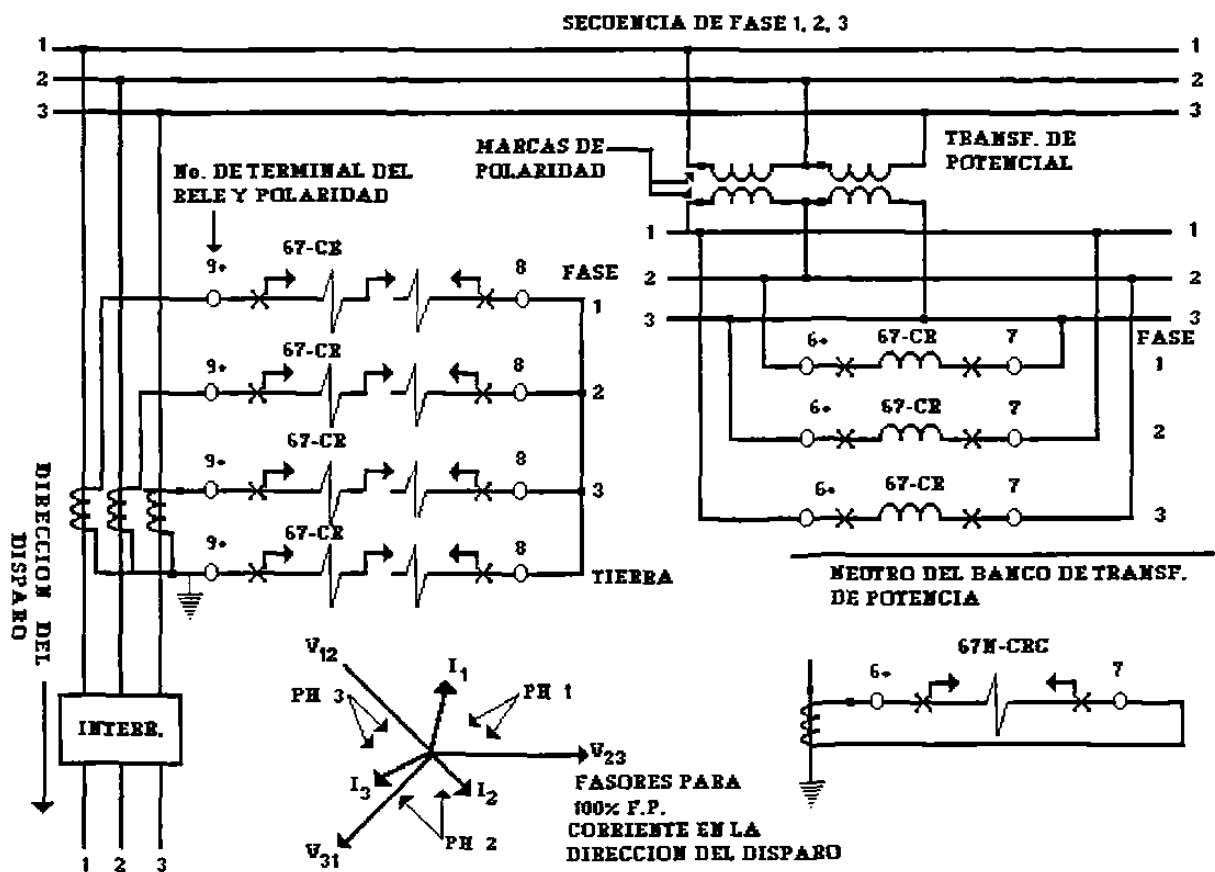 SECUENCIA DE FASE 1, 2, 3
1 1
2 2
3 3
MARCAS DE
POLARIDAD
TRANSF. DE
POTENCIAL
No. DE TERMINAL DEL
RELE Y POLARIDAD
1 1
2 2
3 3
FASE
9+ 67-CR 8 1
9+ 67-CR 8 2
9+ 67-CR 8 3
9+ 67-CR 8 TIERRA
FASE
6+ 67-CR 7 1
6+ 67-CR 7 2
6+ 67-CR 7 3
DIRECCION DEL
DISPARO
INTERR.
1 2 3
NEUTRO DEL BANCO DE TRANSF.
DE POTENCIA
6+ 67N-CRC 7
V12
I1
PH 3
PH 1
V23
I3
I2
PH 2
V31
FASORES PARA
100% F.P.
CORRIENTE EN LA
DIRECCION DEL DISPARO